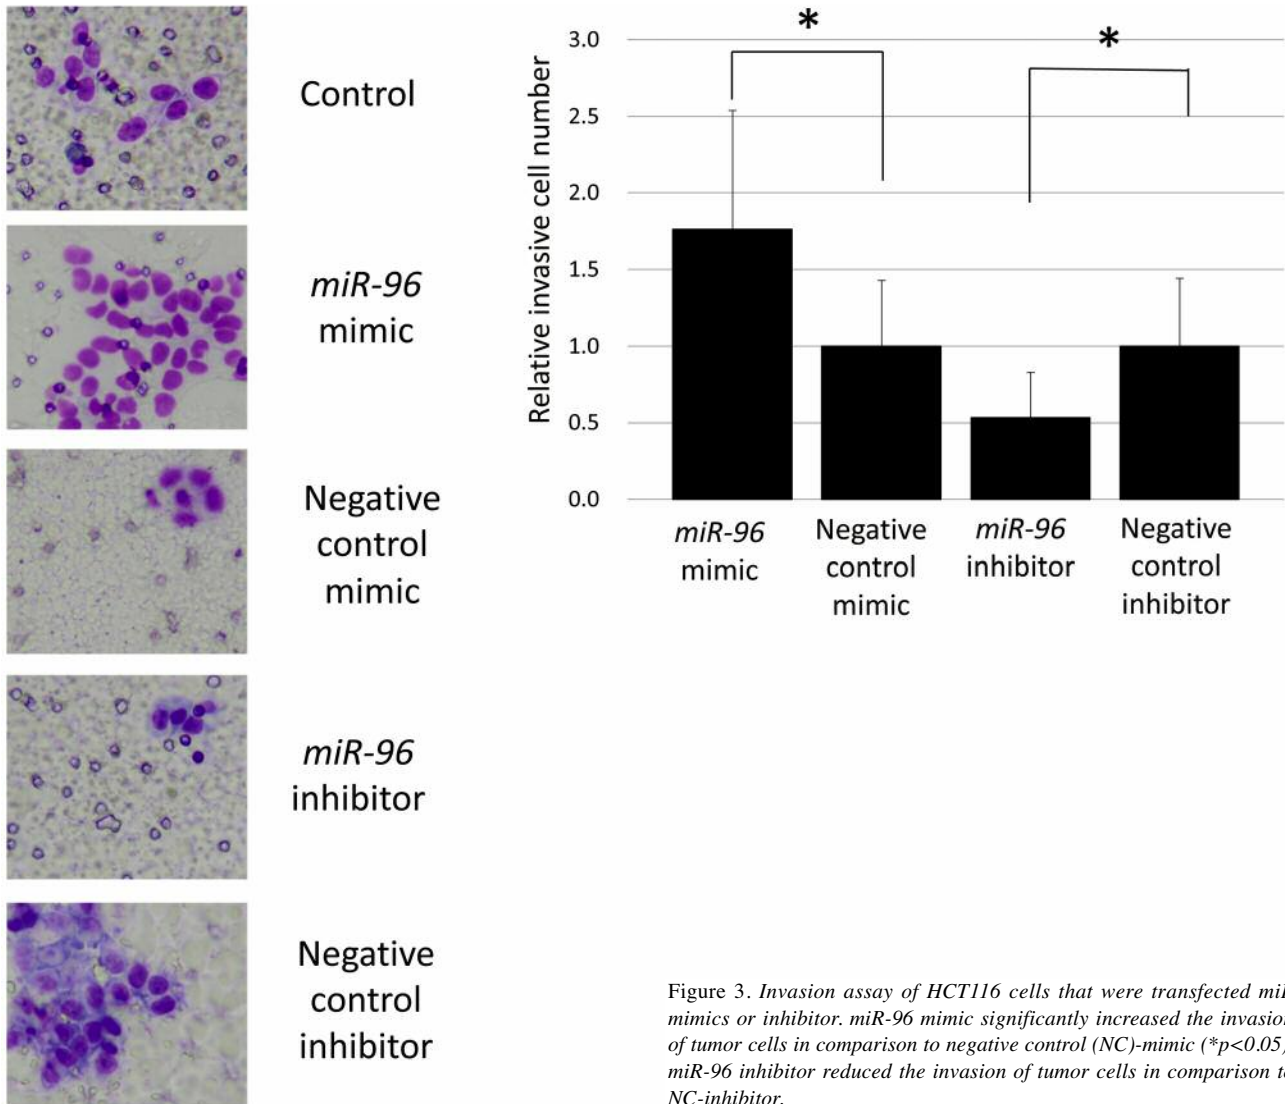 Control
miR-96
mimic
Negative
control
mimic
miR-96
inhibitor
Negative
control
inhibitor
Relative invasive cell number
3.0
2.5
2.0
1.5
1.0
0.5
0.0
*
*
miR-96
mimic
Negative
control
mimic
miR-96
inhibitor
Negative
control
inhibitor
Figure 3. Invasion assay of HCT116 cells that were transfected
mimics or inhibitor. miR-96 mimic significantly increased the invasion
of tumor cells in comparison to negative control (NC)-mimic (*p<0.05)
miR-96 inhibitor reduced the invasion of tumor cells in comparison
NC-inhibitor.